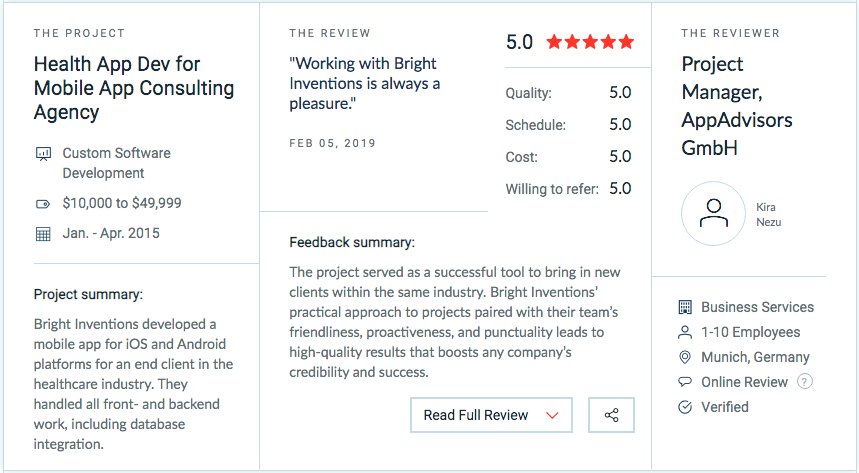 THE PROJECT
Health App Dev for
Mobile App Consulting
Agency
Custom Software
Development
$10,000 to $49,999
Jan. - Apr. 2015
Project summary:
Bright Inventions developed a
mobile app for iOS and Android
platforms for an end client in the
healthcare industry. They
handled all front- and backend
work, including database
integration.
THE REVIEW
"Working with Bright
Inventions is always a
pleasure."
FEB 05, 2019
5.0
Quality: 5.0
Schedule: 5.0
Cost: 5.0
Willing to refer: 5.0
Feedback summary:
The project served as a successful tool to bring in new
clients within the same industry. Bright Inventions’
practical approach to projects paired with their team’s
friendliness, proactiveness, and punctuality leads to
high-quality results that boosts any company’s
credibility and success.
Read Full Review
THE REVIEWER
Project
Manager,
AppAdvisors
GmbH
Kira
Nezu
Business Services
1-10 Employees
Munich, Germany
Online Review ?
Verified